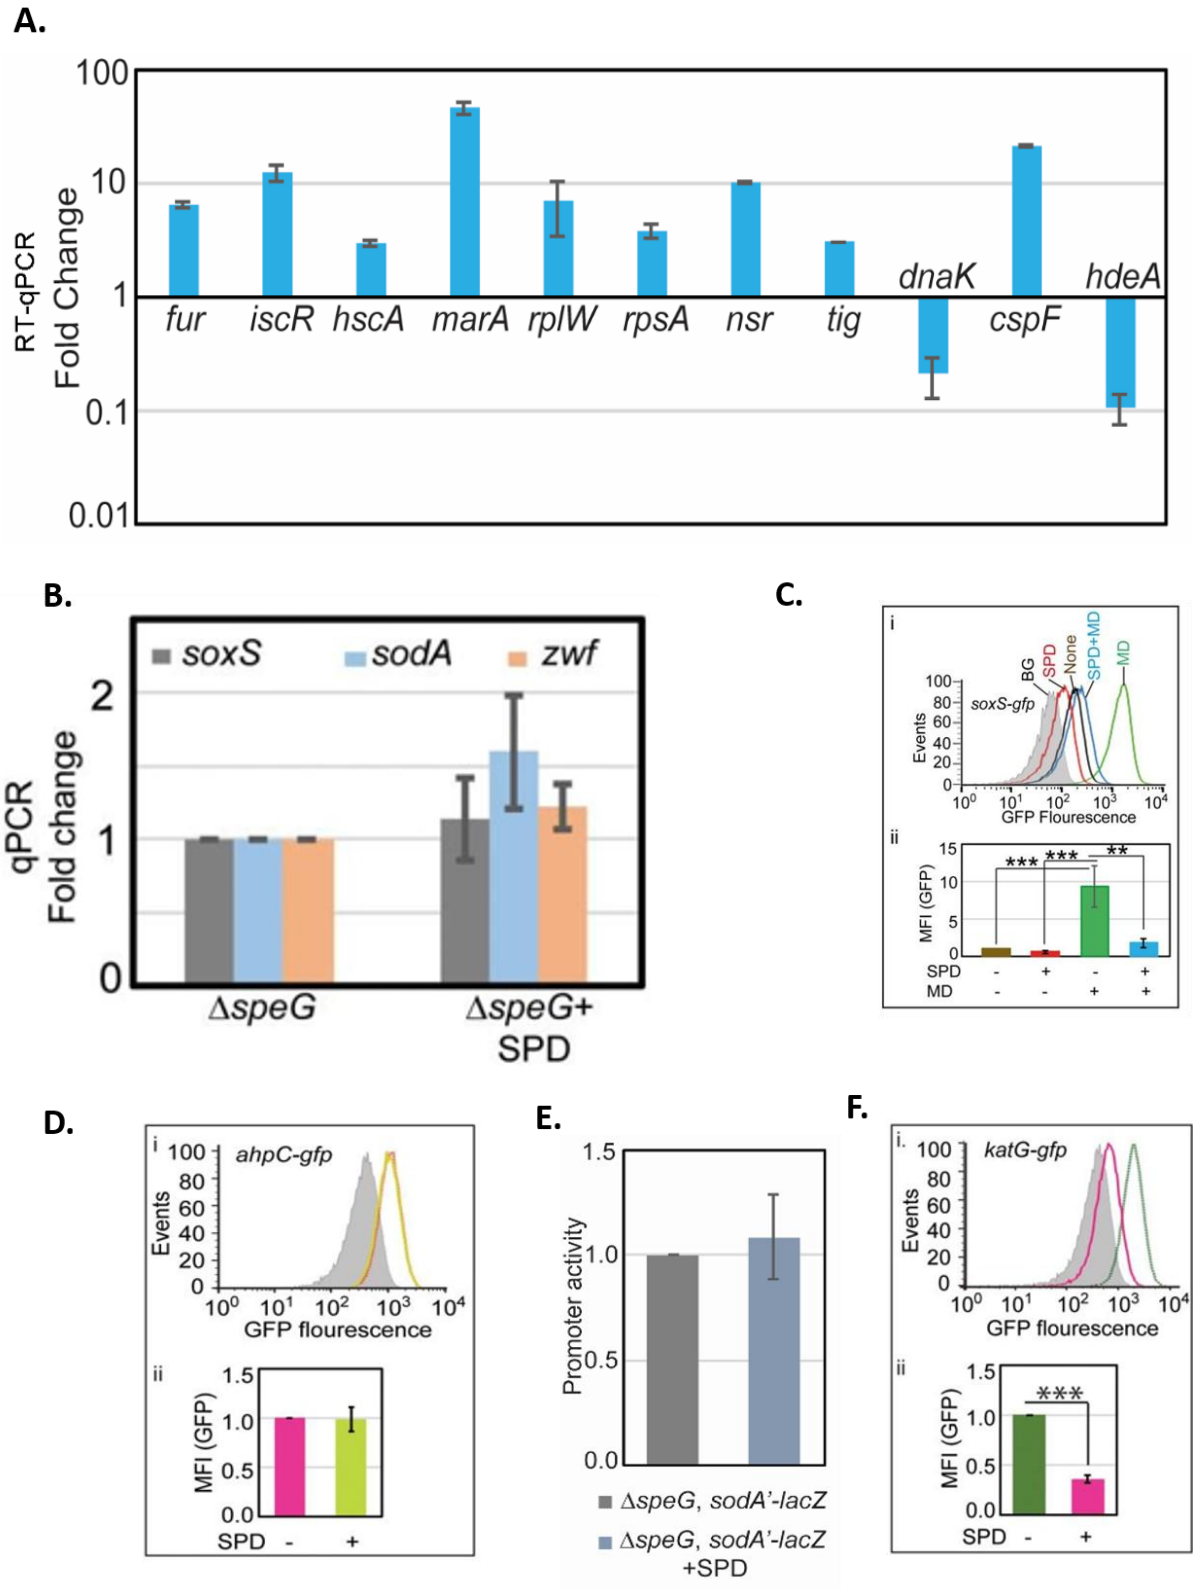 A.
RT-qPCR
Fold Change
100
10
1
0.1
0.01
fur iscR hscA marA rplW rpsA nsr tig dnaK cspF hdeA
B.
qPCR
Fold change
soxS sodA zwf
2
1
0
ΔspeG ΔspeG+
SPD
C.
i
BG SPD None SPD+MD MD
soxS-gfp
Events
100
80
60
40
20
0
10⁰ 10¹ 10² 10³ 10⁴
GFP Flourescence
ii
MFI (GFP)
15
10
5
0
*** *** **
SPD - + - +
MD - - + +
D.
i
ahpC-gfp
Events
100
80
60
40
20
0
10⁰ 10¹ 10² 10³ 10⁴
GFP flourescence
ii
MFI (GFP)
1.5
1.0
0.5
0.0
SPD - +
E.
Promoter activity
1.5
1.0
0.5
0.0
ΔspeG, sodA'-lacZ
ΔspeG, sodA'-lacZ
+SPD
F.
i.
katG-gfp
Events
100
80
60
40
20
0
10⁰ 10¹ 10² 10³ 10⁴
GFP flourescence
ii
MFI (GFP)
1.5
1.0
0.5
0.0
***
SPD - +